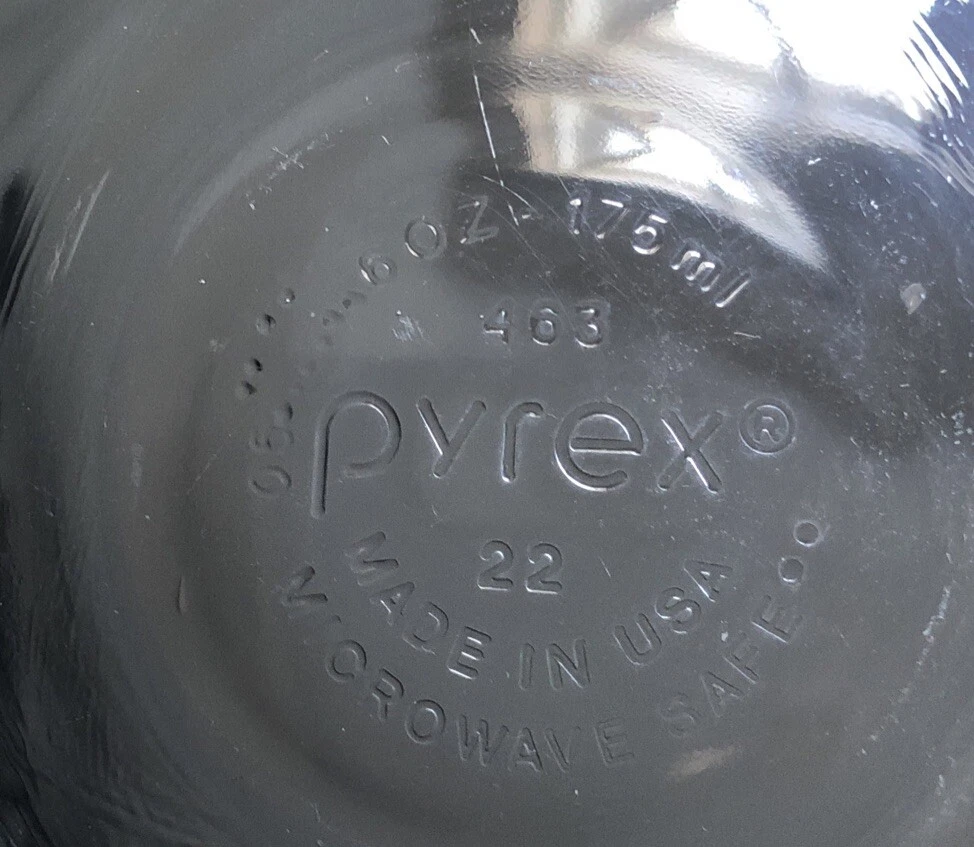 6 OZ - 175 ml
463
pyrex®
22
MADE IN USA
MICROWAVE SAFE